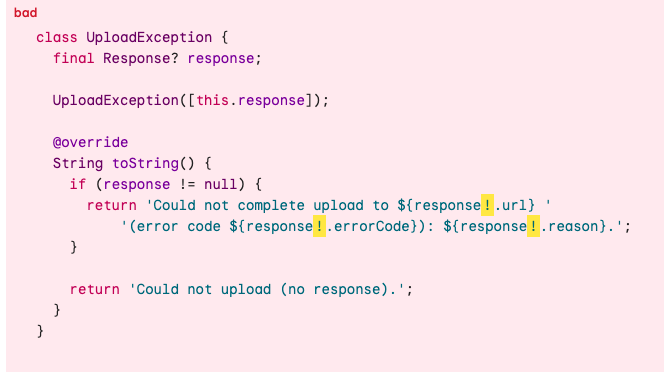 bad
class UploadException {
  final Response? response;

  UploadException([this.response]);

  @override
  String toString() {
    if (response != null) {
      return 'Could not complete upload to ${response!.url} '
          '(error code ${response!.errorCode}): ${response!.reason}.';
    }

    return 'Could not upload (no response).';
  }
}